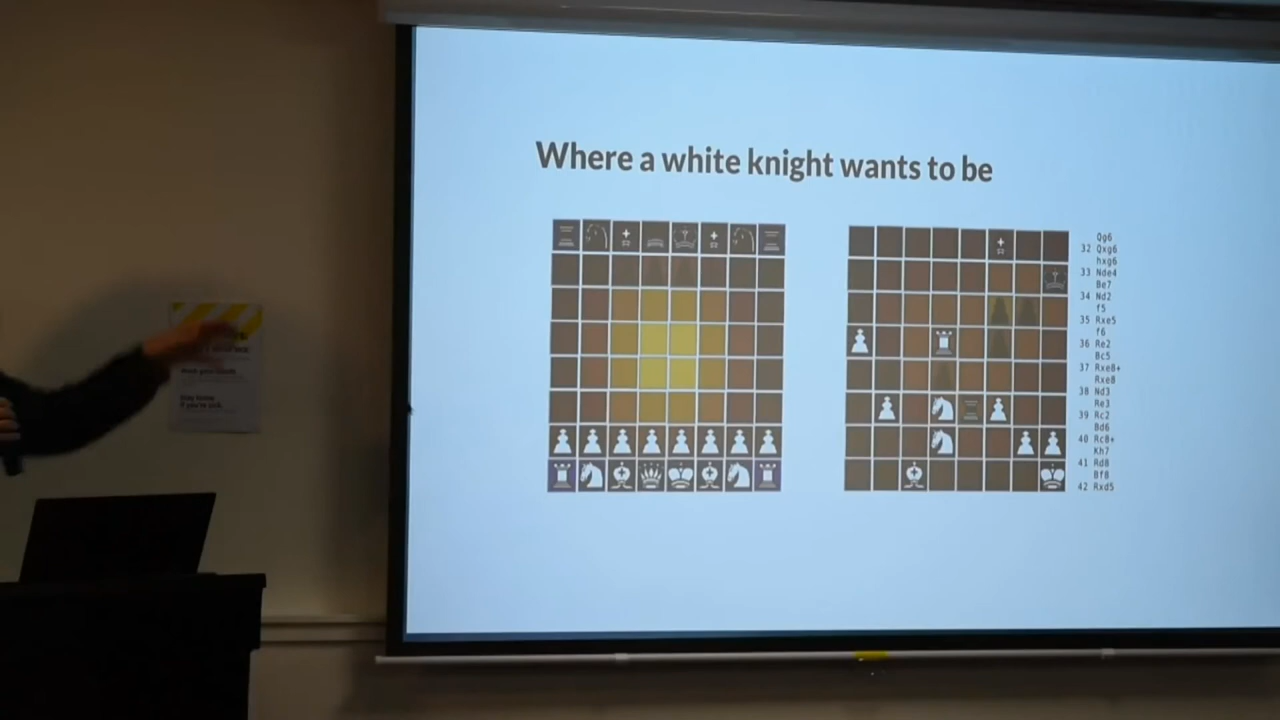 Where a white knight wants to be
Qg6
32 Qxg6
hxg6
33 Nde4
Be7
34 Nd2
f5
35 Rxe5
f6
36 Re2
Bc5
37 Rxe8+
Rxe8
38 Nd3
Re3
39 Rc2
Bd6
40 Rc8+
Kh7
41 Rd8
Bf8
42 Rxd5